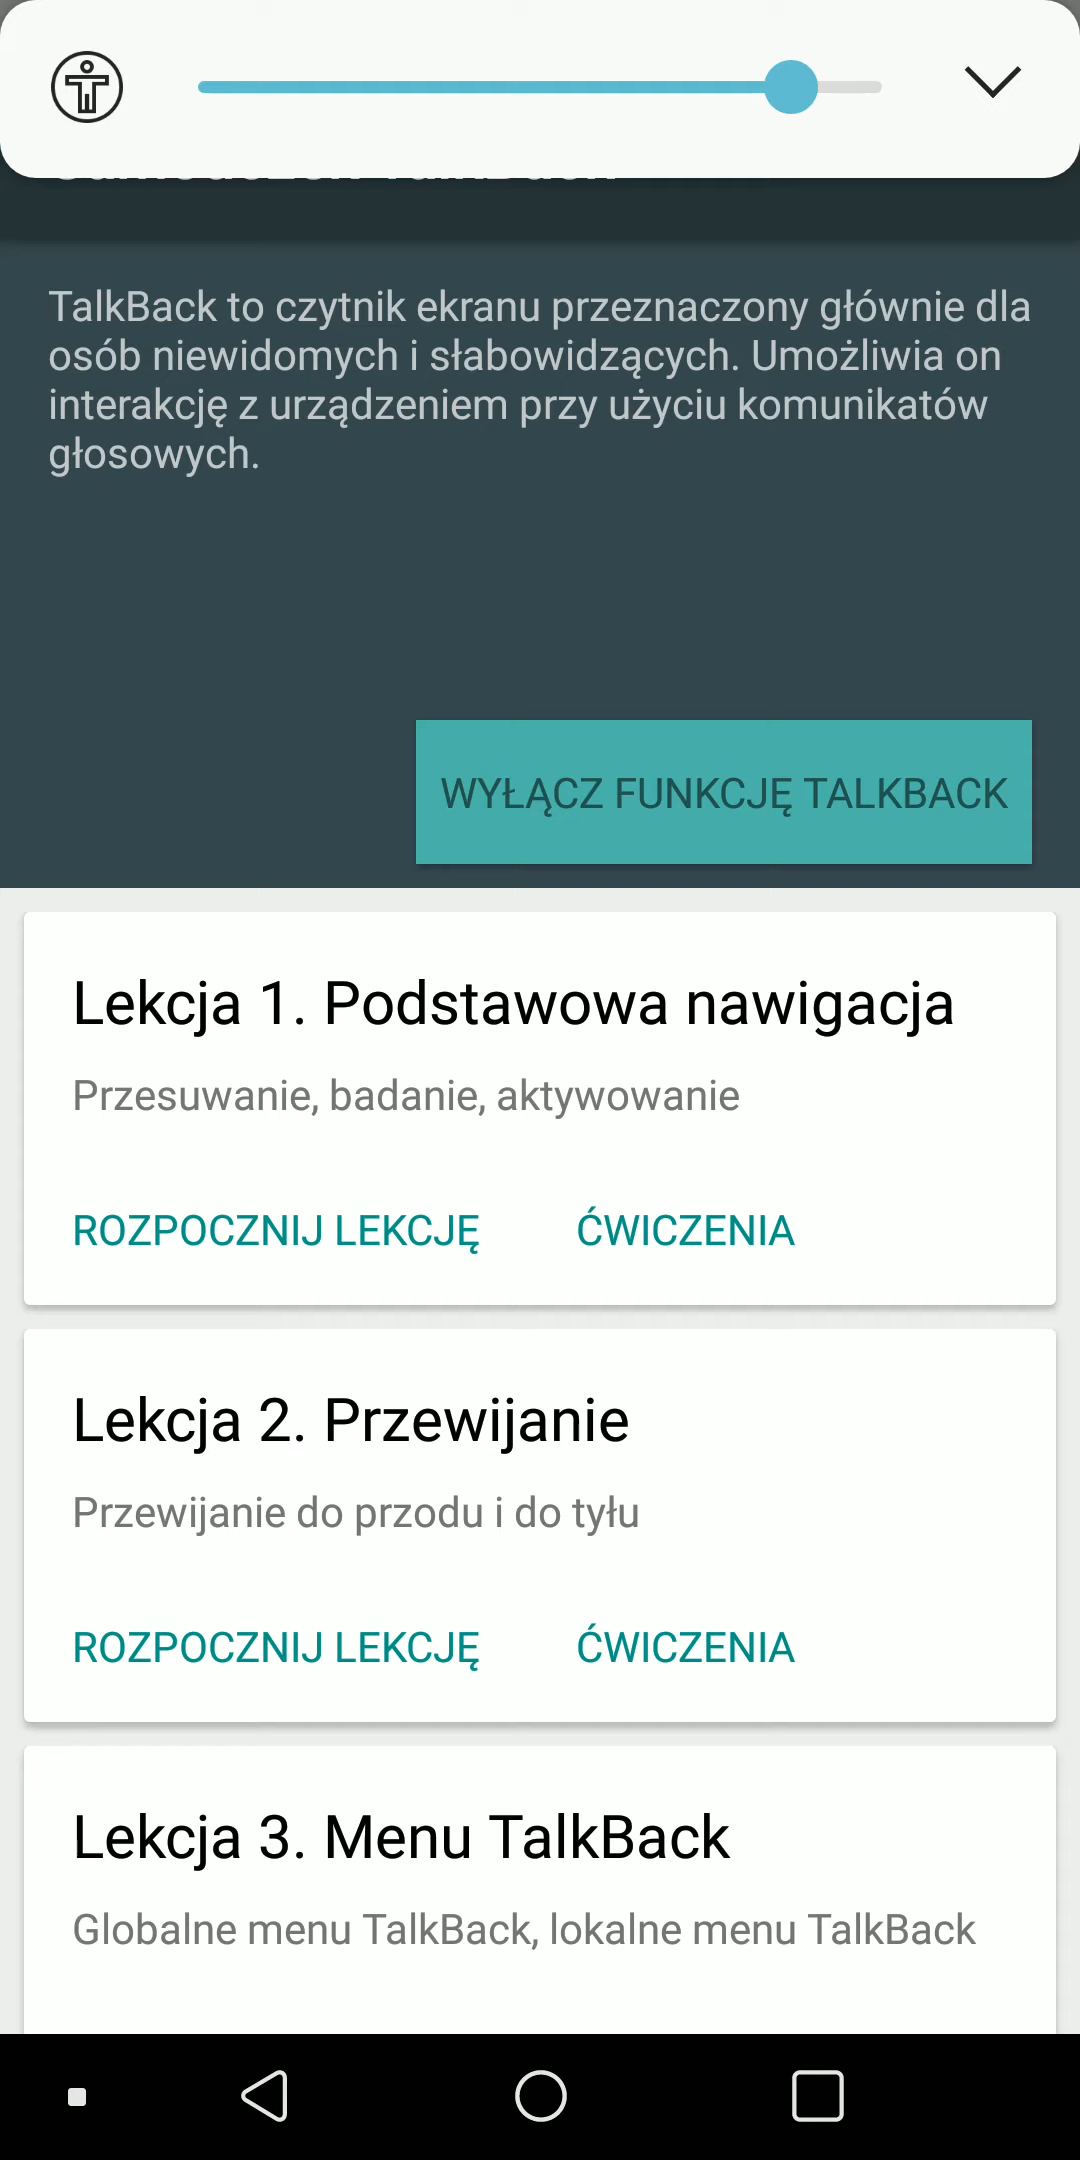 TalkBack to czytnik ekranu przeznaczony głównie dla
osób niewidomych i słabowidzących. Umożliwia on
interakcję z urządzeniem przy użyciu komunikatów
głosowych.
WYŁĄCZ FUNKCJĘ TALKBACK
Lekcja 1. Podstawowa nawigacja
Przesuwanie, badanie, aktywowanie
ROZPOCZNIJ LEKCJĘ ĆWICZENIA
Lekcja 2. Przewijanie
Przewijanie do przodu i do tyłu
ROZPOCZNIJ LEKCJĘ ĆWICZENIA
Lekcja 3. Menu TalkBack
Globalne menu TalkBack, lokalne menu TalkBack